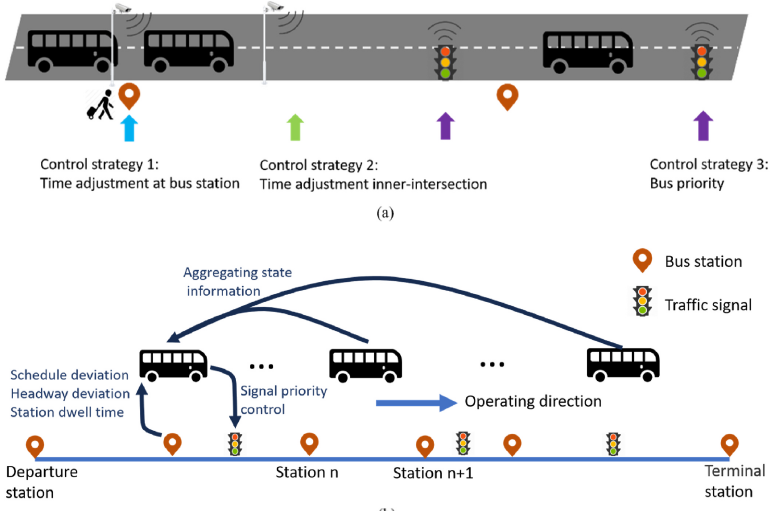 Control strategy 1:
Time adjustment at bus station
Control strategy 2:
Time adjustment inner-intersection
Control strategy 3:
Bus priority
(a)
Aggregating state
information
Bus station
Traffic signal
Schedule deviation
Headway deviation
Station dwell time
Signal priority
control
Operating direction
Departure
station
Station n
Station n+1
Terminal
station